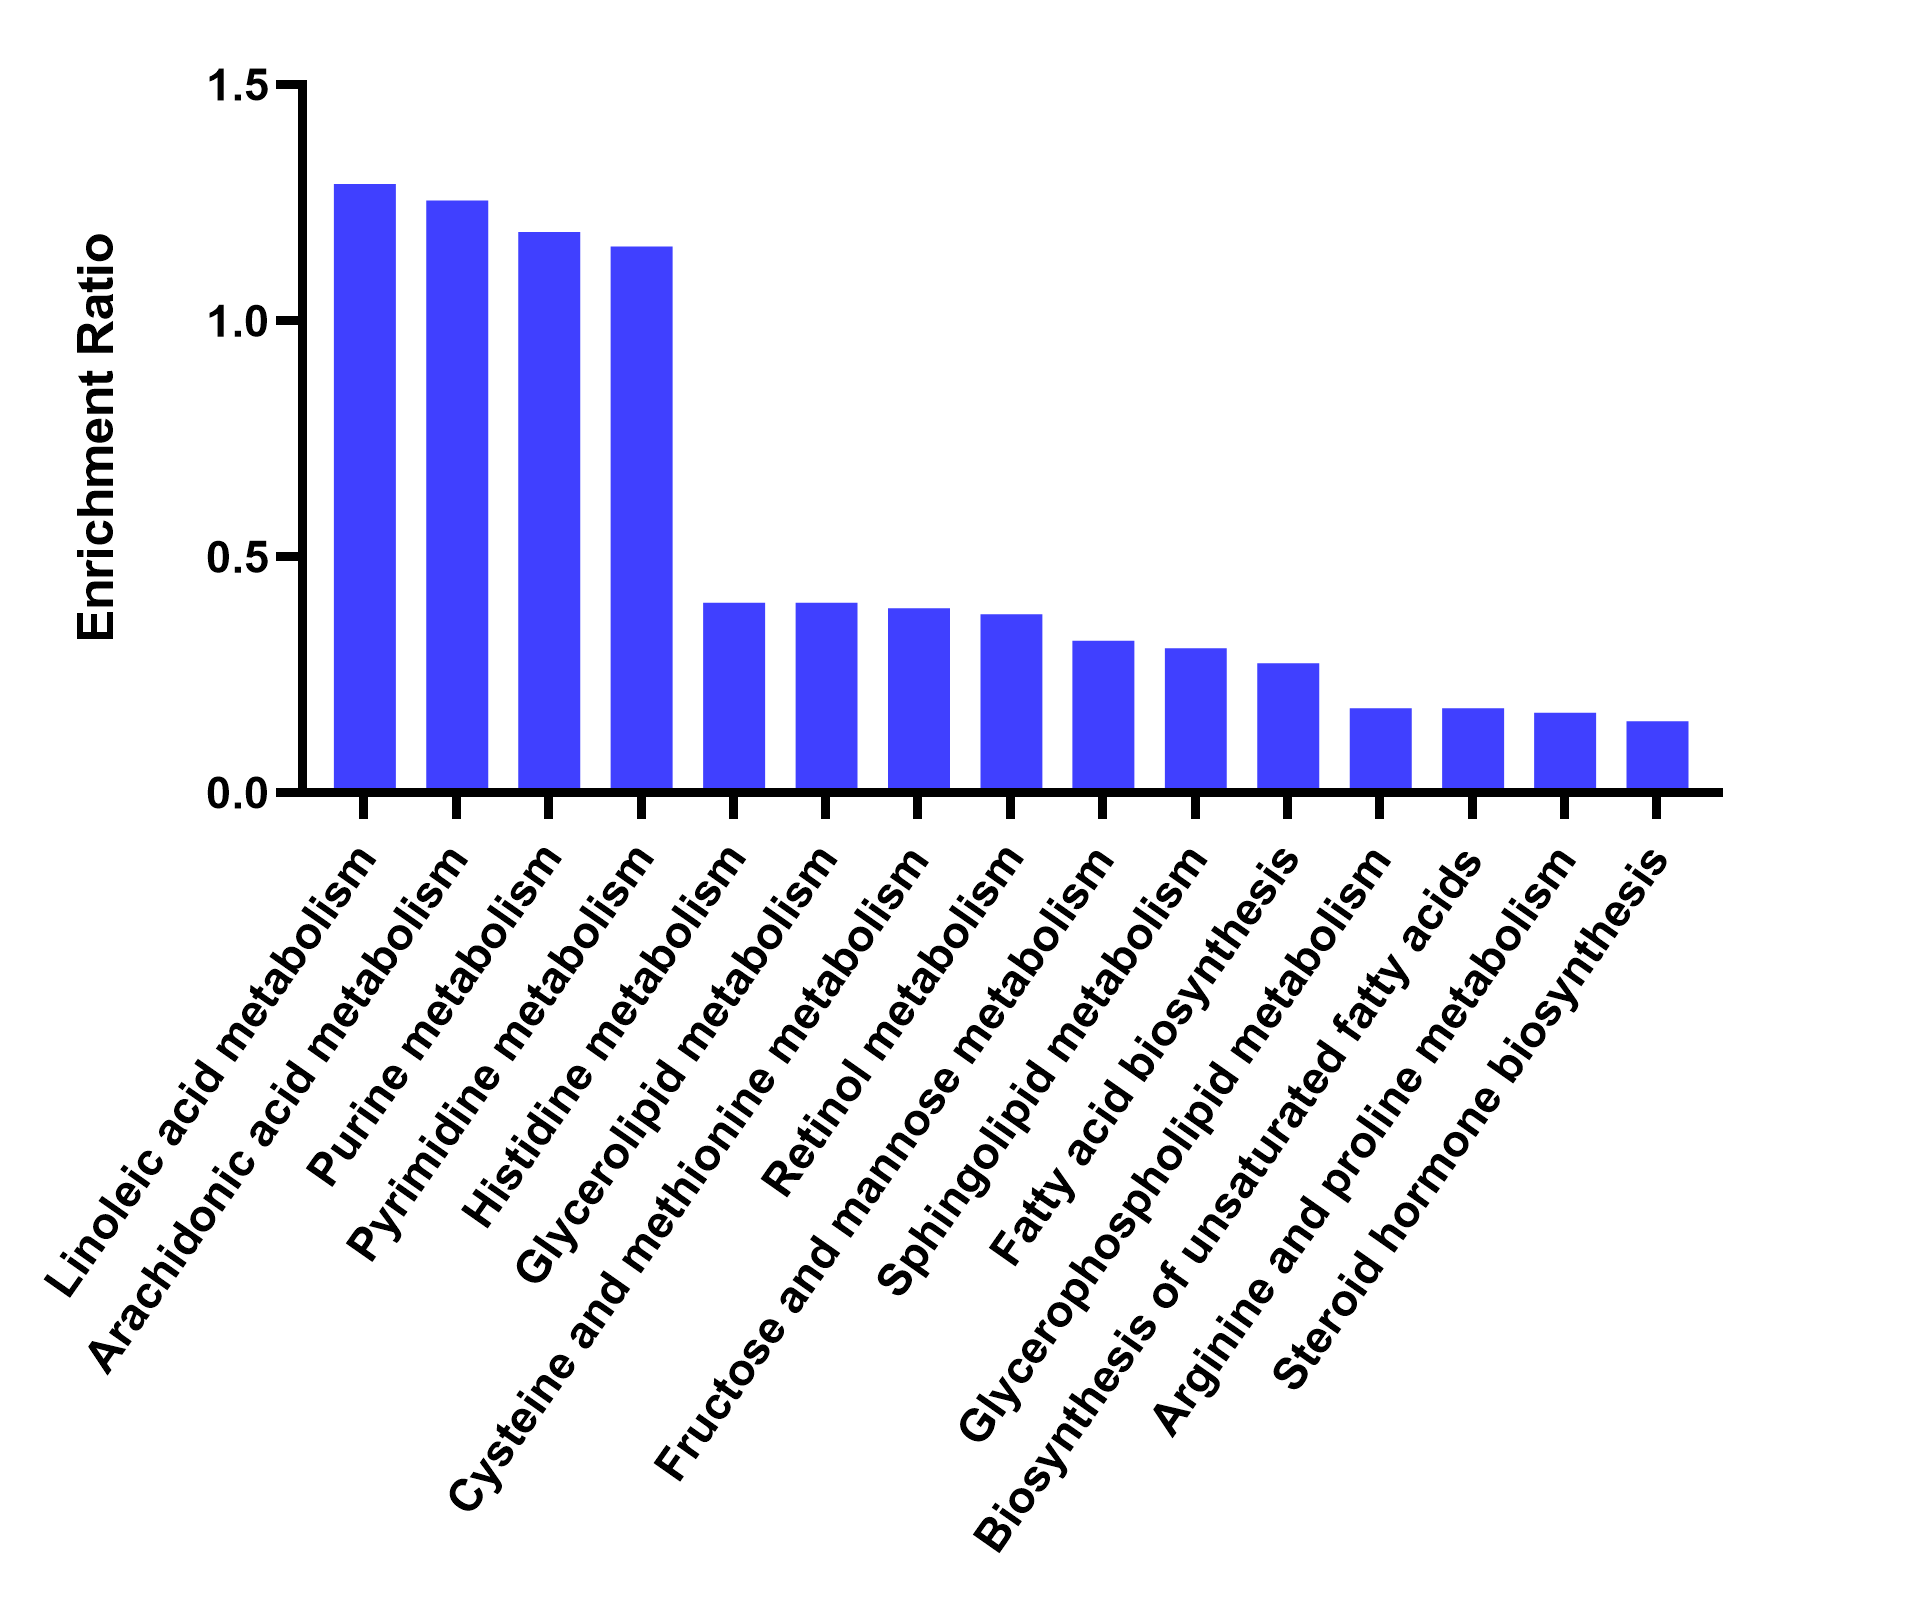 Enrichment Ratio
1.5
1.0
0.5
0.0
Linoleic acid metabolism
Arachidonic acid metabolism
Purine metabolism
Pyrimidine metabolism
Histidine metabolism
Glycerolipid metabolism
Cysteine and methionine metabolism
Retinol metabolism
Fructose and mannose metabolism
Sphingolipid metabolism
Fatty acid biosynthesis
Glycerophospholipid metabolism
Biosynthesis of unsaturated fatty acids
Arginine and proline metabolism
Steroid hormone biosynthesis